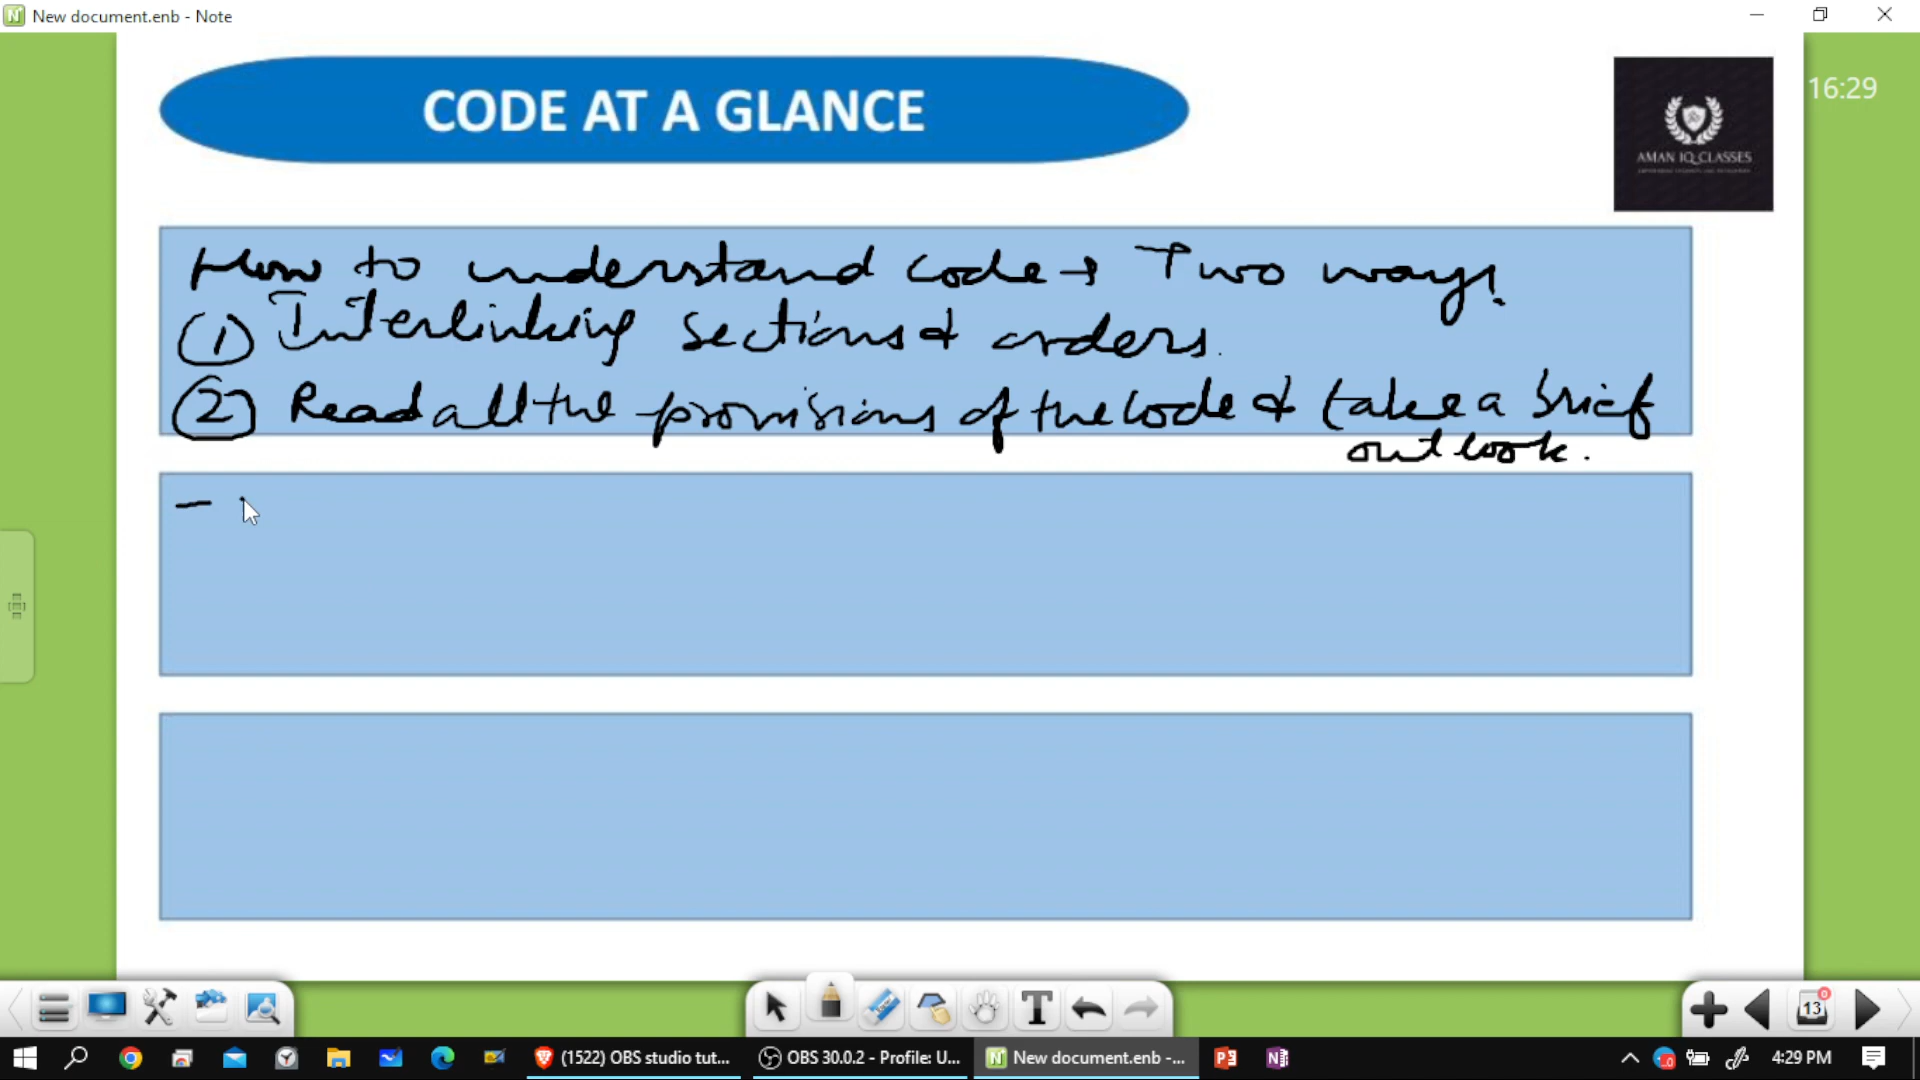 New document.enb - Note
CODE AT A GLANCE
16:29
AMAN IQ CLASSES
How to understand code → Two ways.
(1) Interlinking sections & orders.
(2) Read all the provisions of the code & take a brief
outlook.
13
(1522) OBS studio tut...
OBS 30.0.2 - Profile: U...
New document.enb -...
4:29 PM